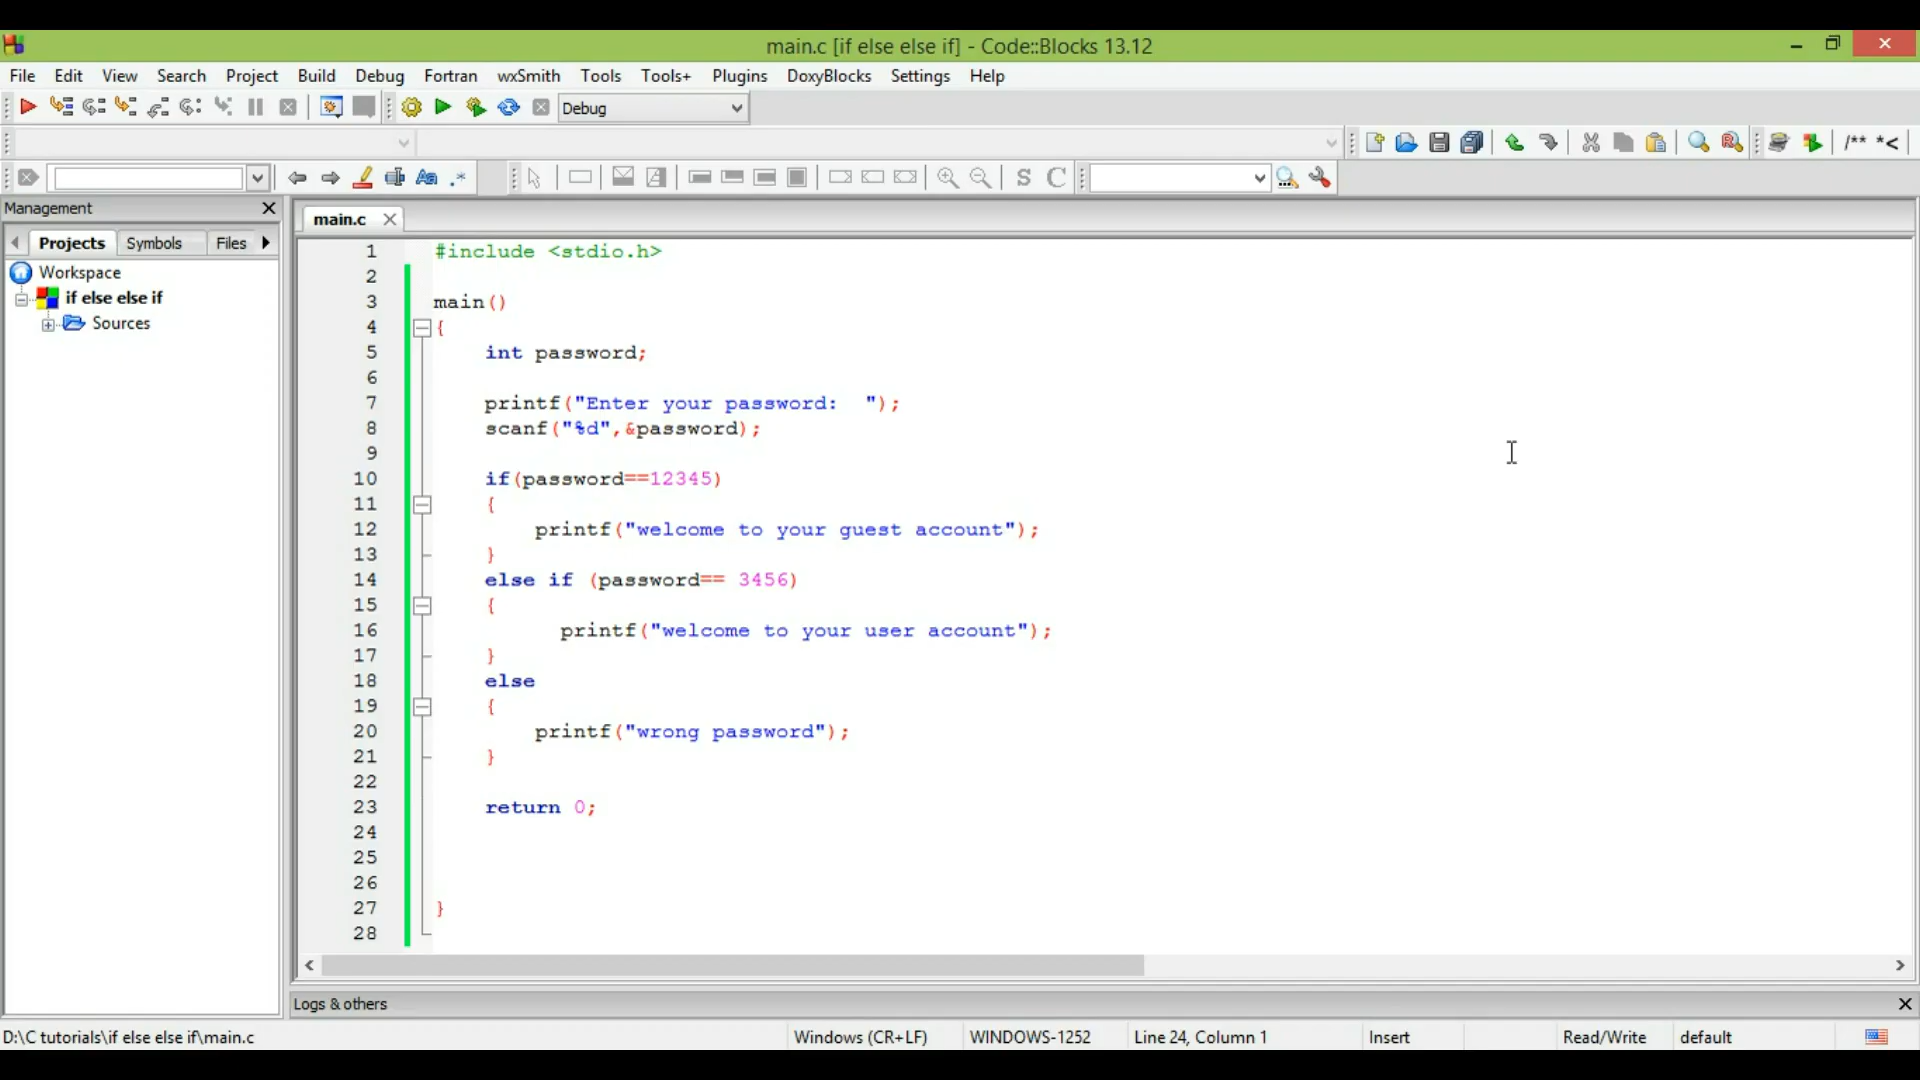 main.c [if else else if] - Code::Blocks 13.12
File Edit View Search Project Build Debug Fortran wxSmith Tools Tools+ Plugins DoxyBlocks Settings Help
Debug
/** *<
S C
Management
main.c
Projects Symbols Files
Workspace
if else else if
Sources
1 #include <stdio.h>
2
3 main()
4 {
5 int password;
6
7 printf("Enter your password:  ");
8 scanf("%d",&password);
9
10 if(password==12345)
11 {
12 printf("welcome to your guest account");
13 }
14 else if (password== 3456)
15 {
16 printf("welcome to your user account");
17 }
18 else
19 {
20 printf("wrong password");
21 }
22
23 return 0;
24
25
26
27 }
28
Logs & others
D:\C tutorials\if else else if\main.c Windows (CR+LF) WINDOWS-1252 Line 24, Column 1 Insert Read/Write default